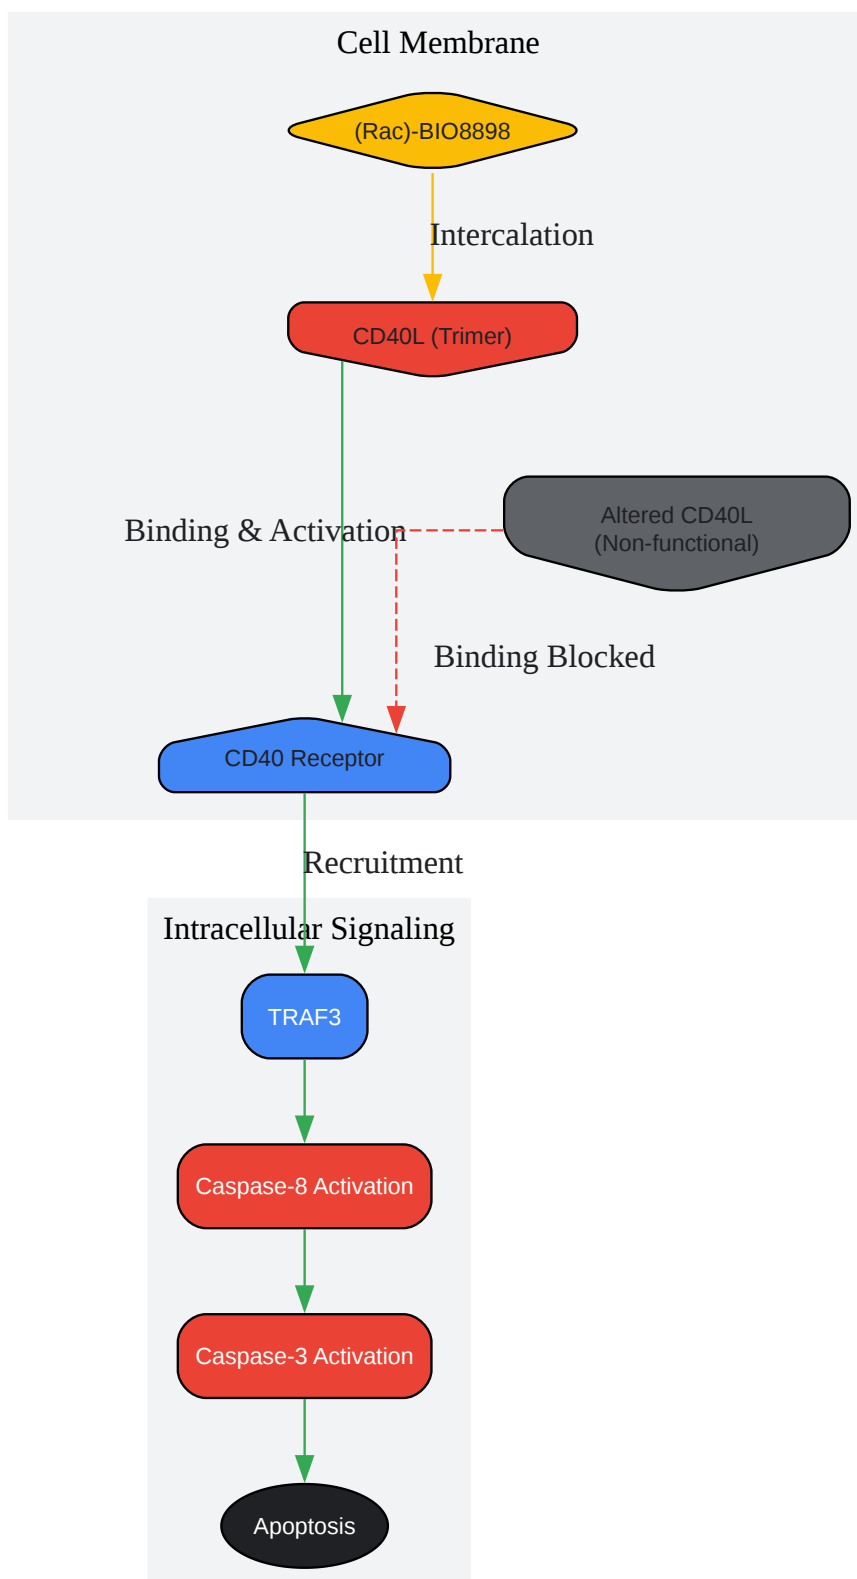 Cell Membrane
(Rac)-BIO8898
Intercalation
CD40L (Trimer)
Binding & Activation
Altered CD40L
(Non-functional)
Binding Blocked
CD40 Receptor
Recruitment
Intracellular Signaling
TRAF3
Caspase-8 Activation
Caspase-3 Activation
Apoptosis